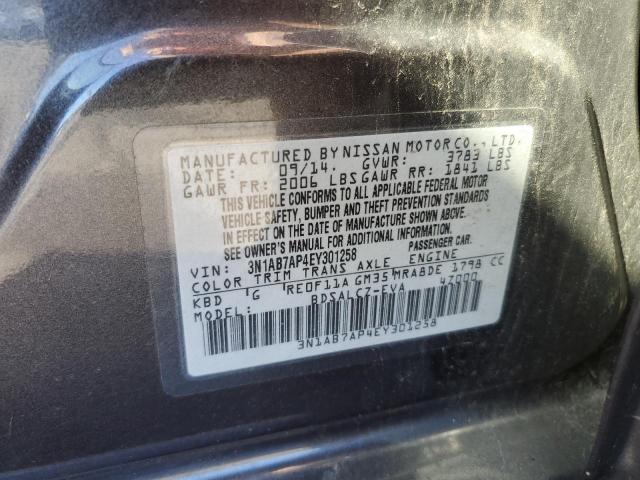 MANUFACTURED BY NISSAN MOTOR CO., LTD.
DATE: 09/14. GVWR: 3783 LBS
GAWR FR: 2006 LBS GAWR RR: 1841 LBS
THIS VEHICLE CONFORMS TO ALL APPLICABLE FEDERAL MOTOR
VEHICLE SAFETY, BUMPER AND THEFT PREVENTION STANDARDS
IN EFFECT ON THE DATE OF MANUFACTURE SHOWN ABOVE.
SEE OWNER'S MANUAL FOR ADDITIONAL INFORMATION.
VIN: 3N1AB7AP4EY301258 PASSENGER CAR.
COLOR TRIM TRANS AXLE ENGINE
KBD G RE0F11A GM35 MRA8DE 1798 CC
MODEL: BDSALCZ-EVA 4Z000
3N1AB7AP4EY301258